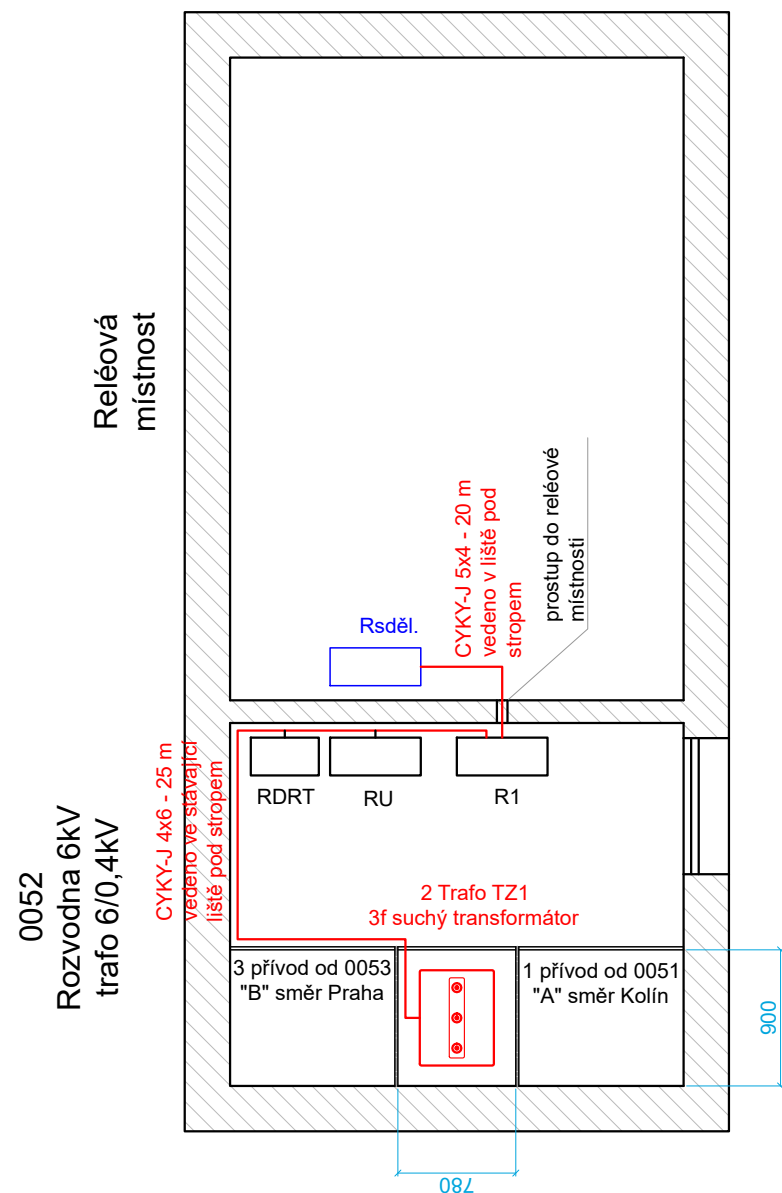 Reléová
místnost
0052
Rozvodna 6kV
trafo 6/0,4kV
CYKY-J 5x4 - 20 m
vedeno v liště pod
stropem
prostup do reléové
místnosti
Rsděl.
CYKY-J 4x6 - 25 m
vedeno ve stávající
liště pod stropem
RDRT
RU
R1
2 Trafo TZ1
3f suchý transformátor
3 přívod od 0053
"B" směr Praha
1 přívod od 0051
"A" směr Kolín
900
780